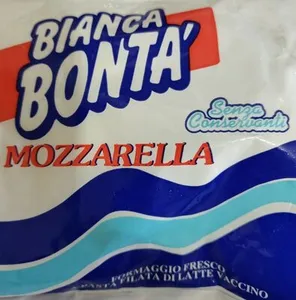 BIANCA
BONTA'
Senza
Conservanti
MOZZARELLA
FORMAGGIO FRESCO
A PASTA FILATA DI LATTE VACCINO